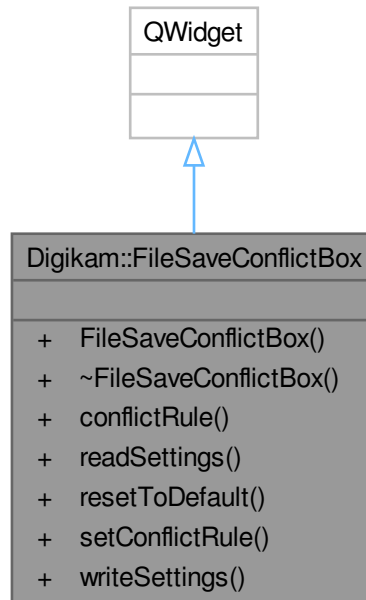 QWidget
Digikam::FileSaveConflictBox
+ FileSaveConflictBox()
+ ~FileSaveConflictBox()
+ conflictRule()
+ readSettings()
+ resetToDefault()
+ setConflictRule()
+ writeSettings()